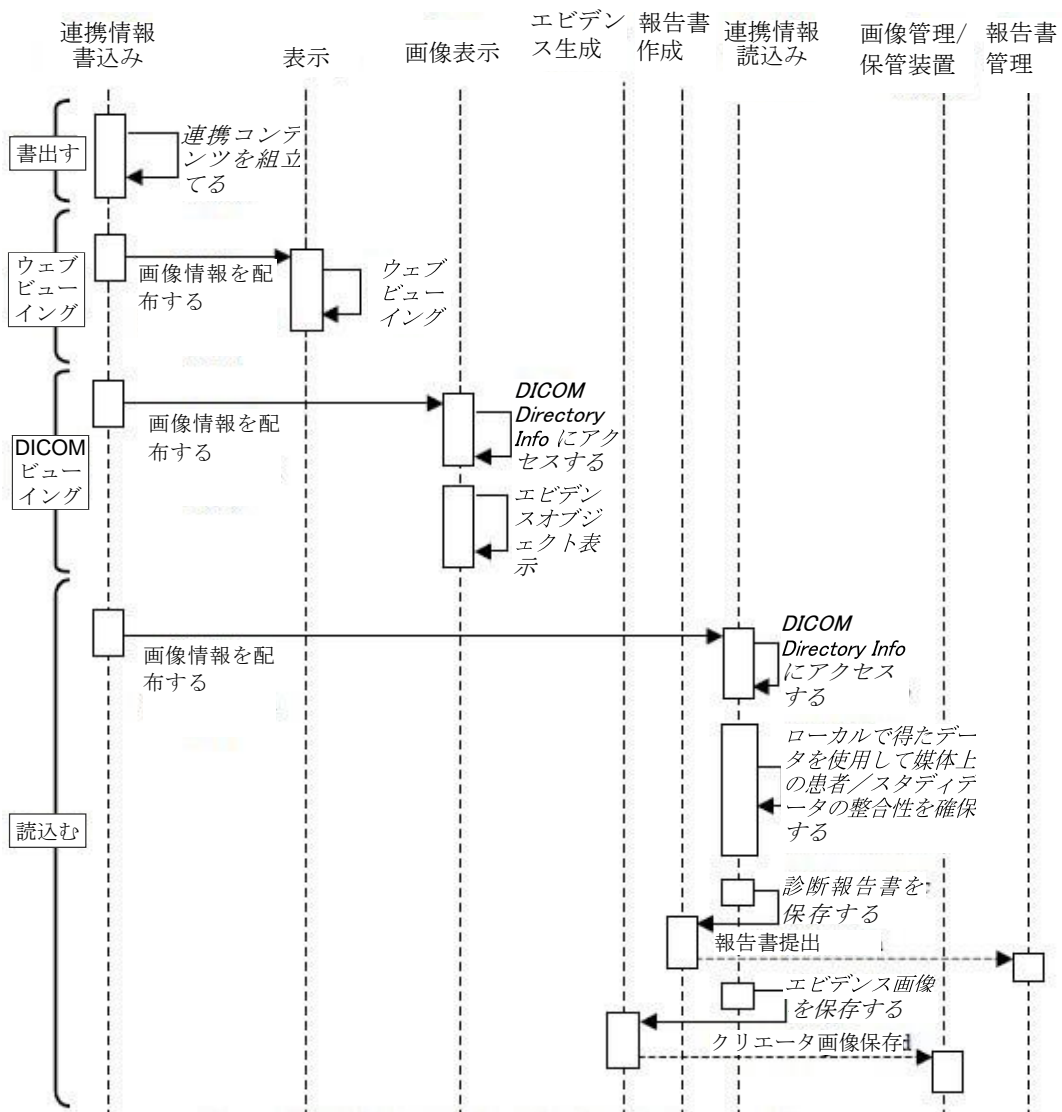 連携情報
書込み
表示
画像表示
エビデン
ス生成
報告書
作成
連携情報
読込み
画像管理/
保管装置
報告書
管理
書出す
連携コンテ
ンツを組立
てる
ウェブ
ビュー
イング
画像情報を配
布する
ウェブ
ビュー
イング
DICOM
ビュー
イング
画像情報を配
布する
DICOM
Directory
Info にアク
セスする
エビデン
スオブジ
ェクト表
示
読込む
画像情報を配
布する
DICOM
Directory Info
にアクセス
する
ローカルで得たデー
タを使用して媒体上
の患者／スタディデ
ータの整合性を確保
する
診断報告書を
保存する
報告書提出
エビデンス画像
を保存する
クリエータ画像保存